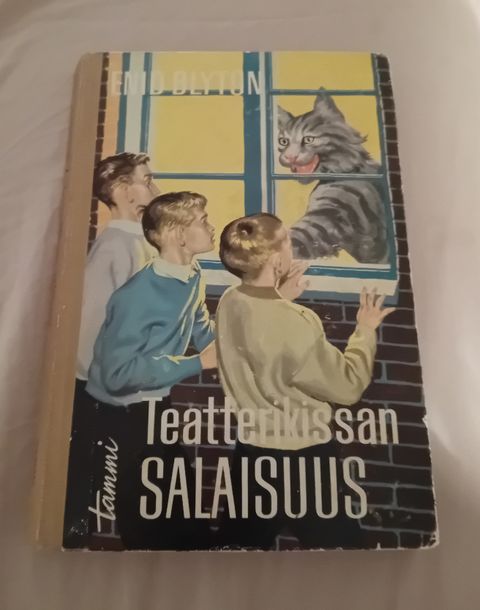 ENID BLYTON
Teatterikissan
SALAISUUS
tammi